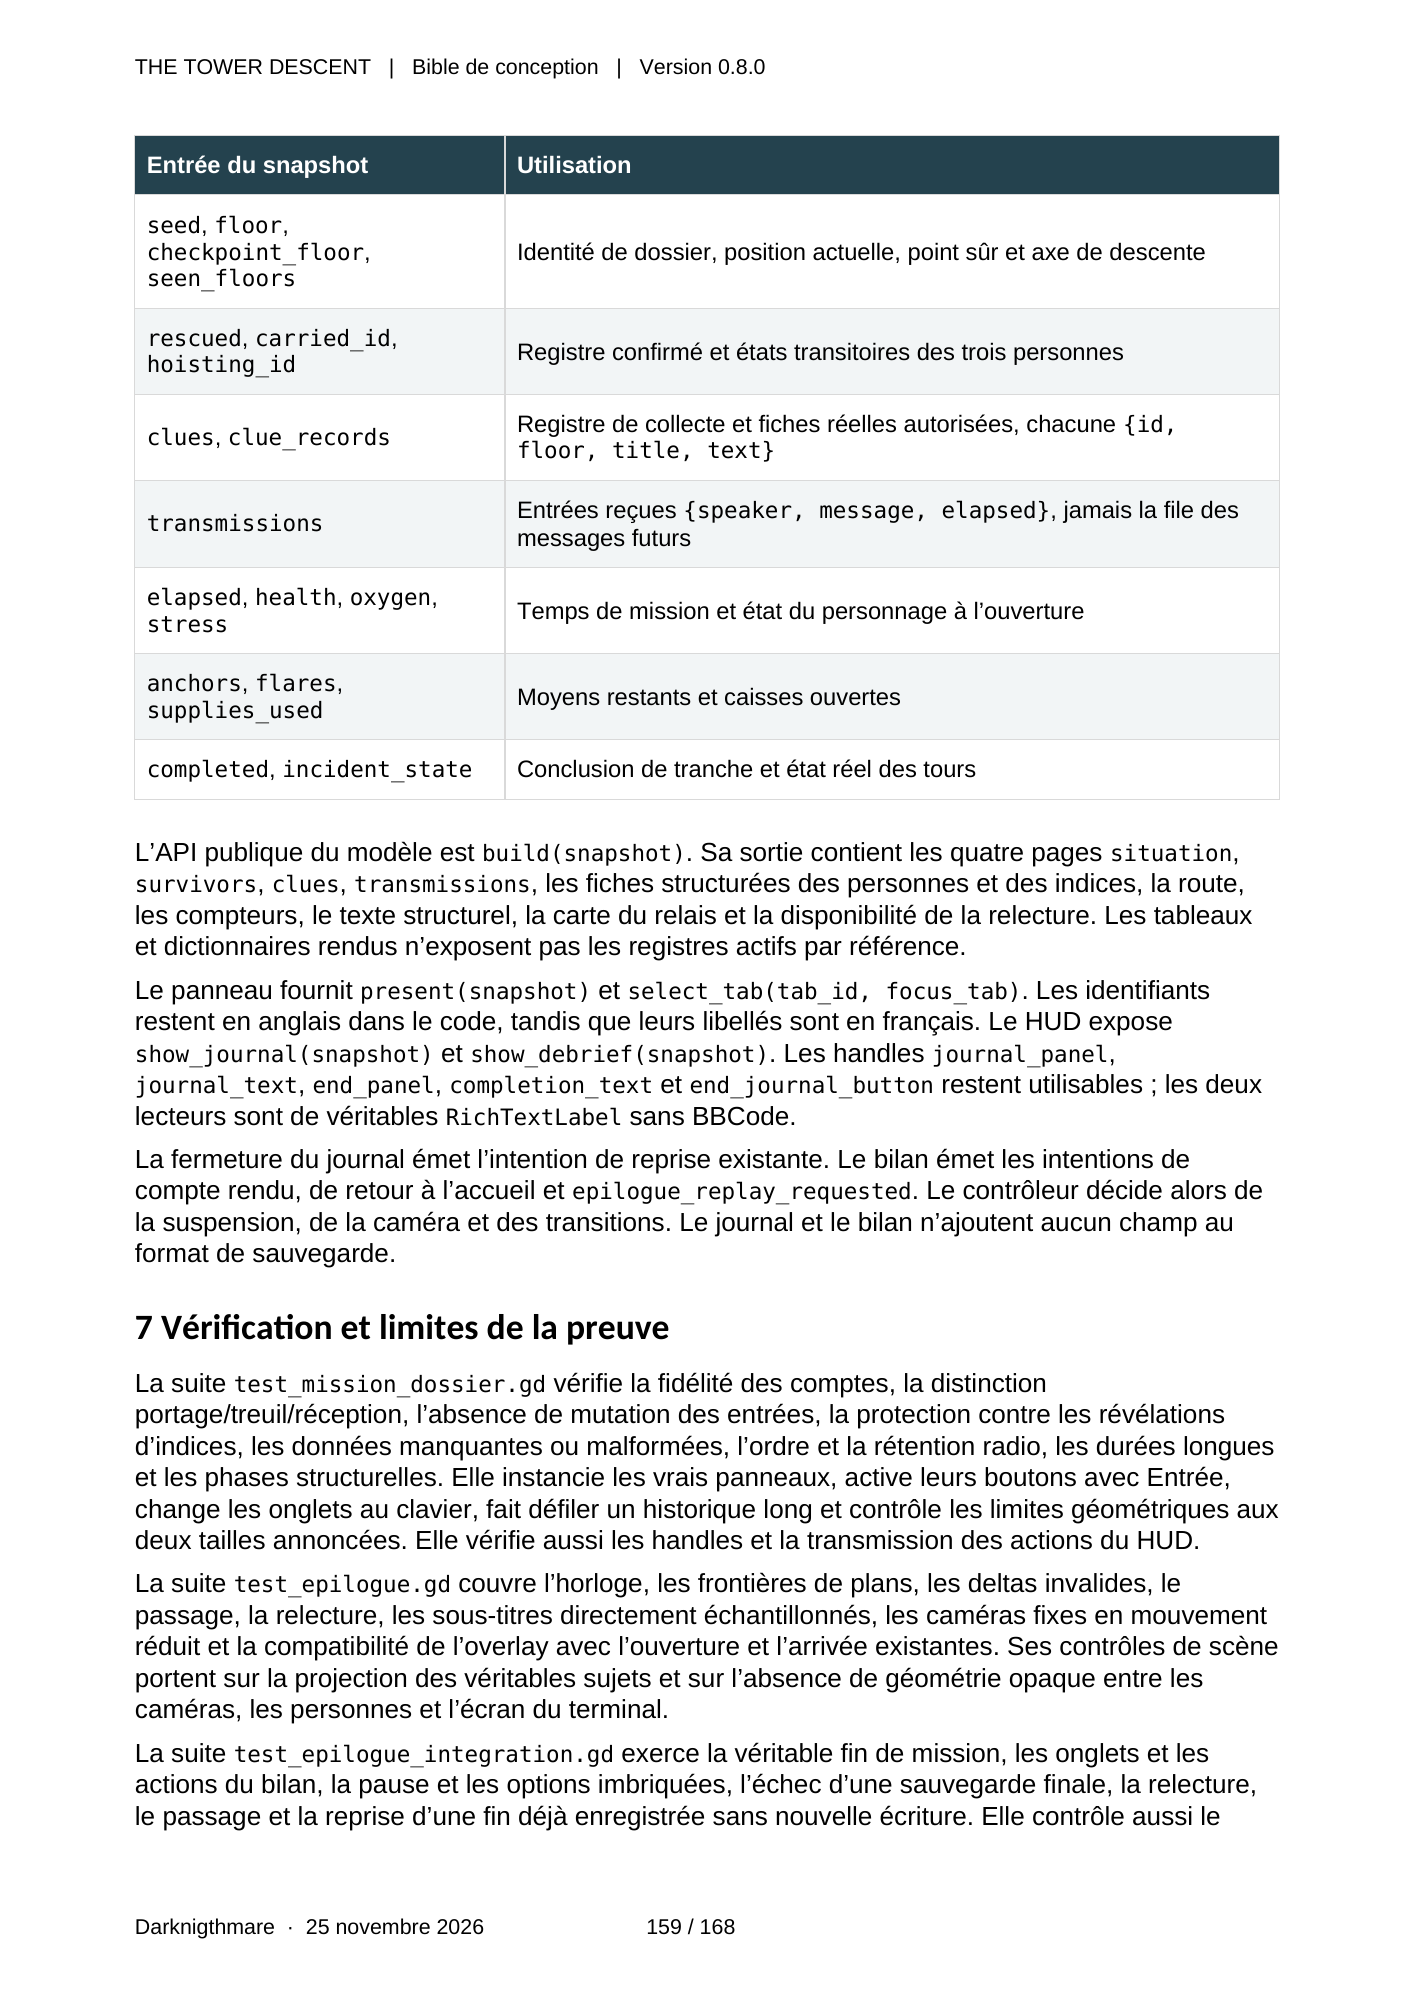 THE TOWER DESCENT | Bible de conception | Version 0.8.0
Entrée du snapshot
Utilisation
seed, floor,
checkpoint_floor,
seen_floors
Identité de dossier, position actuelle, point sûr et axe de descente
rescued, carried_id,
hoisting_id
Registre confirmé et états transitoires des trois personnes
clues, clue_records
Registre de collecte et fiches réelles autorisées, chacune {id,
floor, title, text}
transmissions
Entrées reçues {speaker, message, elapsed}, jamais la file des
messages futurs
elapsed, health, oxygen,
stress
Temps de mission et état du personnage à l’ouverture
anchors, flares,
supplies_used
Moyens restants et caisses ouvertes
completed, incident_state
Conclusion de tranche et état réel des tours
L’API publique du modèle est build(snapshot). Sa sortie contient les quatre pages situation,
survivors, clues, transmissions, les fiches structurées des personnes et des indices, la route,
les compteurs, le texte structurel, la carte du relais et la disponibilité de la relecture. Les tableaux
et dictionnaires rendus n’exposent pas les registres actifs par référence.
Le panneau fournit present(snapshot) et select_tab(tab_id, focus_tab). Les identifiants
restent en anglais dans le code, tandis que leurs libellés sont en français. Le HUD expose
show_journal(snapshot) et show_debrief(snapshot). Les handles journal_panel,
journal_text, end_panel, completion_text et end_journal_button restent utilisables ; les deux
lecteurs sont de véritables RichTextLabel sans BBCode.
La fermeture du journal émet l’intention de reprise existante. Le bilan émet les intentions de
compte rendu, de retour à l’accueil et epilogue_replay_requested. Le contrôleur décide alors de
la suspension, de la caméra et des transitions. Le journal et le bilan n’ajoutent aucun champ au
format de sauvegarde.
7 Vérification et limites de la preuve
La suite test_mission_dossier.gd vérifie la fidélité des comptes, la distinction
portage/treuil/réception, l’absence de mutation des entrées, la protection contre les révélations
d’indices, les données manquantes ou malformées, l’ordre et la rétention radio, les durées longues
et les phases structurelles. Elle instancie les vrais panneaux, active leurs boutons avec Entrée,
change les onglets au clavier, fait défiler un historique long et contrôle les limites géométriques aux
deux tailles annoncées. Elle vérifie aussi les handles et la transmission des actions du HUD.
La suite test_epilogue.gd couvre l’horloge, les frontières de plans, les deltas invalides, le
passage, la relecture, les sous-titres directement échantillonnés, les caméras fixes en mouvement
réduit et la compatibilité de l’overlay avec l’ouverture et l’arrivée existantes. Ses contrôles de scène
portent sur la projection des véritables sujets et sur l’absence de géométrie opaque entre les
caméras, les personnes et l’écran du terminal.
La suite test_epilogue_integration.gd exerce la véritable fin de mission, les onglets et les
actions du bilan, la pause et les options imbriquées, l’échec d’une sauvegarde finale, la relecture,
le passage et la reprise d’une fin déjà enregistrée sans nouvelle écriture. Elle contrôle aussi le
Darknigthmare · 25 novembre 2026
159 / 168